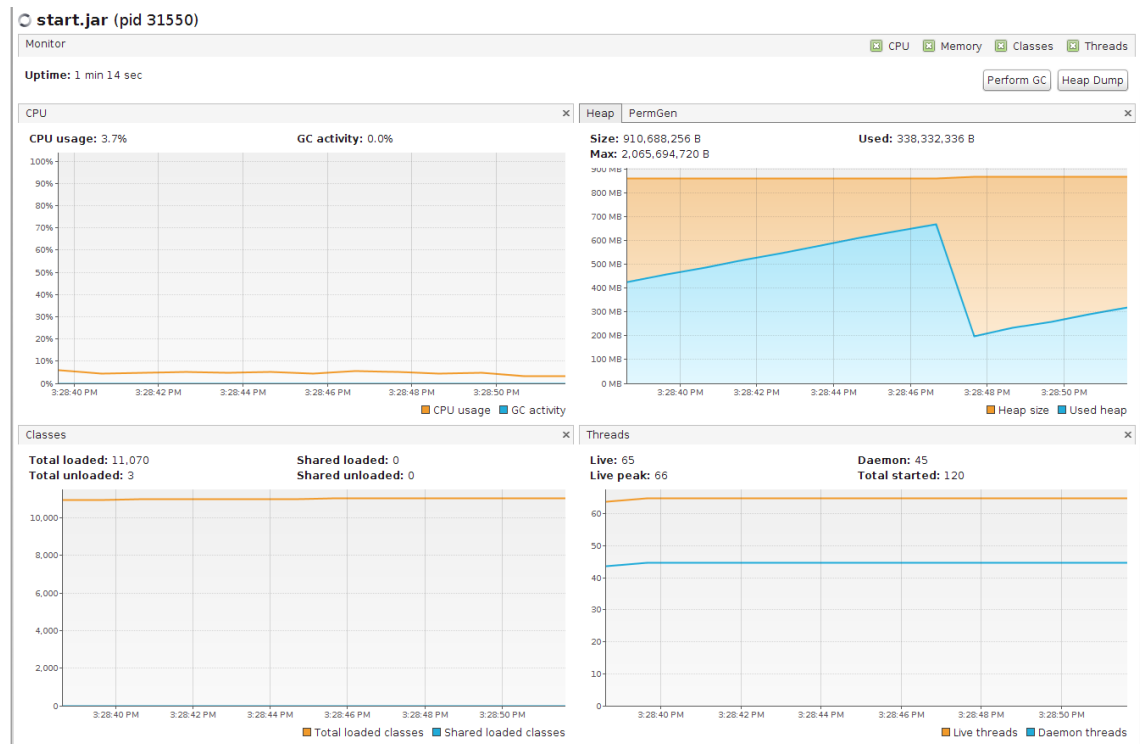 start.jar (pid 31550)
Monitor
CPU Memory Classes Threads
Uptime: 1 min 14 sec
Perform GC Heap Dump
CPU ×
CPU usage: 3.7% GC activity: 0.0%
100%
90%
80%
70%
60%
50%
40%
30%
20%
10%
0%
3:28:40 PM 3:28:42 PM 3:28:44 PM 3:28:46 PM 3:28:48 PM 3:28:50 PM
CPU usage GC activity
Heap PermGen ×
Size: 910,688,256 B Used: 338,332,336 B
Max: 2,065,694,720 B
900 MB
800 MB
700 MB
600 MB
500 MB
400 MB
300 MB
200 MB
100 MB
0 MB
3:28:40 PM 3:28:42 PM 3:28:44 PM 3:28:46 PM 3:28:48 PM 3:28:50 PM
Heap size Used heap
Classes ×
Total loaded: 11,070 Shared loaded: 0
Total unloaded: 3 Shared unloaded: 0
10,000
8,000
6,000
4,000
2,000
0
3:28:40 PM 3:28:42 PM 3:28:44 PM 3:28:46 PM 3:28:48 PM 3:28:50 PM
Total loaded classes Shared loaded classes
Threads ×
Live: 65 Daemon: 45
Live peak: 66 Total started: 120
60
50
40
30
20
10
0
3:28:40 PM 3:28:42 PM 3:28:44 PM 3:28:46 PM 3:28:48 PM 3:28:50 PM
Live threads Daemon threads